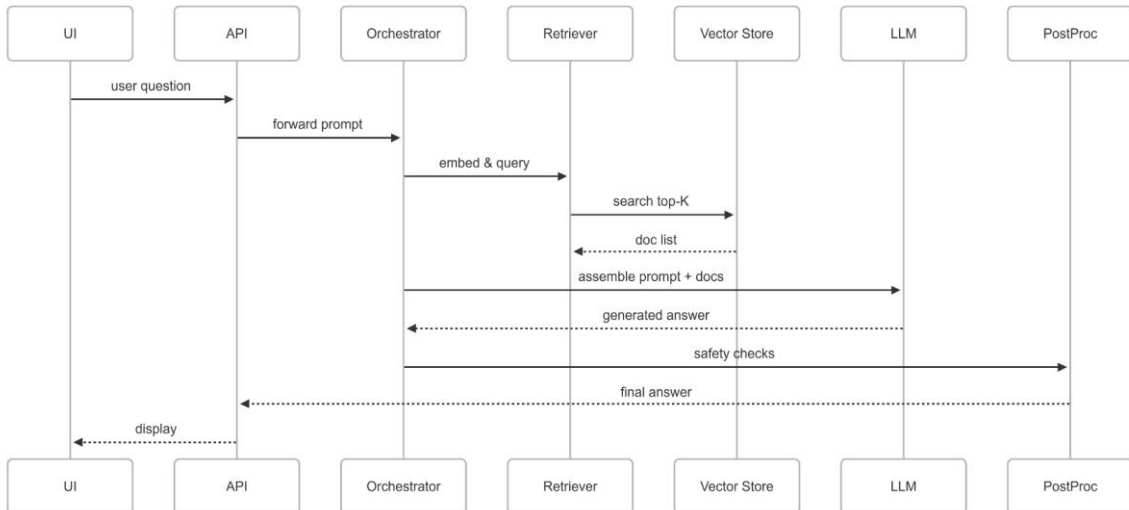 UI API Orchestrator Retriever Vector Store LLM PostProc
user question
forward prompt
embed & query
search top-K
doc list
assemble prompt + docs
generated answer
safety checks
final answer
display
UI API Orchestrator Retriever Vector Store LLM PostProc